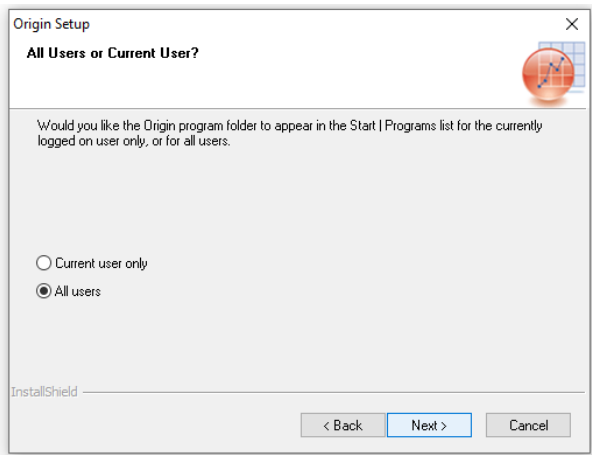 Origin Setup
All Users or Current User?
Would you like the Origin program folder to appear in the Start | Programs list for the currently
logged on user only, or for all users.
Current user only
All users
InstallShield
< Back
Next >
Cancel